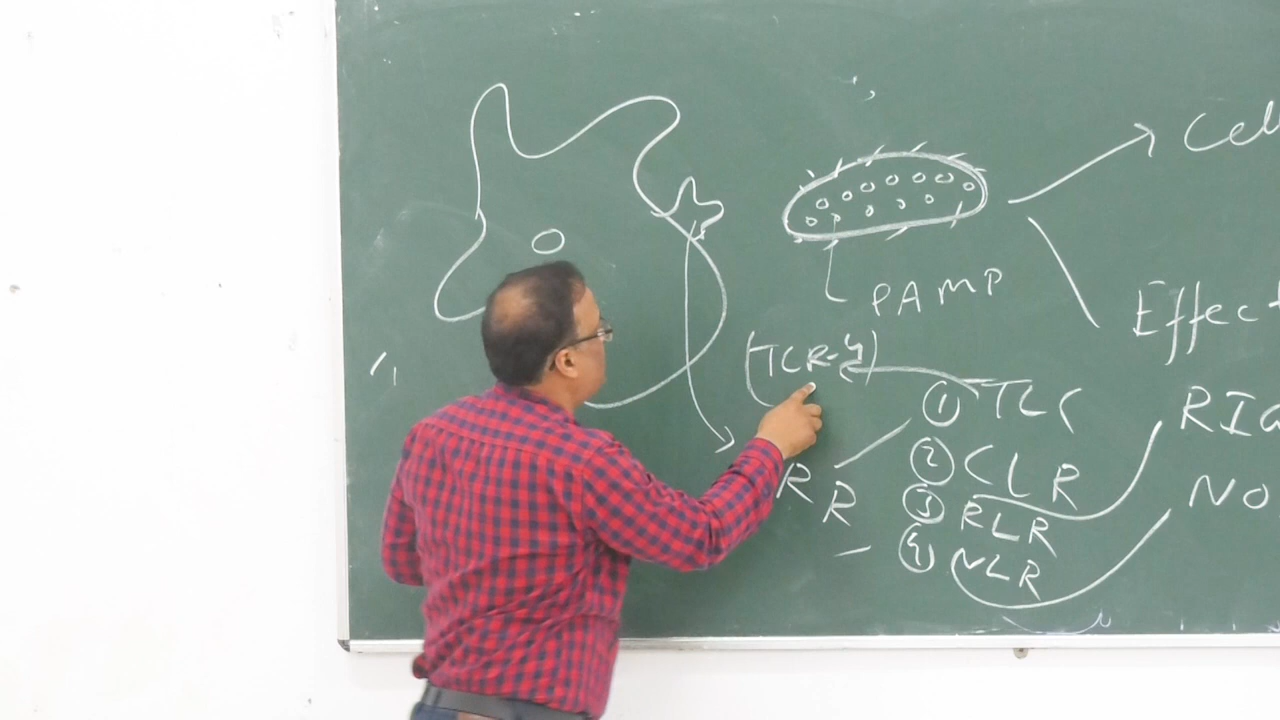 Cell
PAMP
Effect
(TLR-4)
① TLR
RIG
② CLR
RR
NO
③ RLR
④ NLR